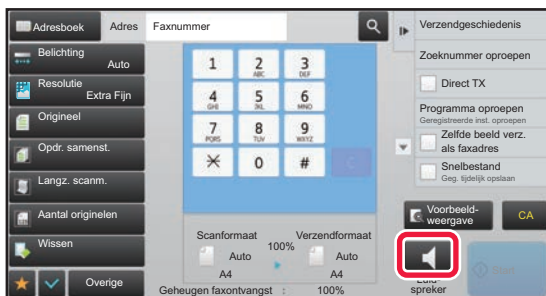 Adresboek
Adres
Faxnummer
Verzendgeschiedenis
Belichting
Auto
Zoeknummer oproepen
Resolutie
Extra Fijn
Direct TX
Origineel
Programma oproepen
Geregistreerde inst. oproepen
Opdr. samenst.
Zelfde beeld verz.
als faxadres
Langz. scanm.
Snelbestand
Geg. tijdelijk opslaan
Aantal originelen
Wissen
Overige
1
2 ABC
3 DEF
4 GHI
5 JKL
6 MNO
7 PQRS
8 TUV
9 WXYZ
0
#
C
Scanformaat
Verzendformaat
100%
Auto
Auto
A4
A4
Geheugen faxontvangst : 100%
Voorbeeld-
weergave
CA
spreker
Start